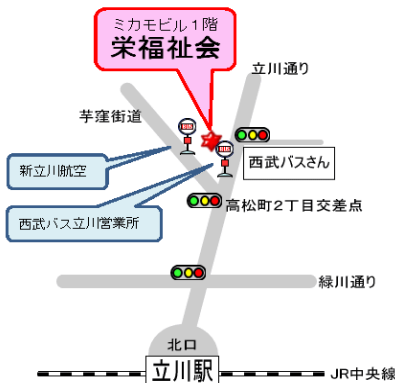 ミカモビル１階
栄福祉会
立川通り
芋窪街道
新立川航空
西武バスさん
西武バス立川営業所
高松町２丁目交差点
緑川通り
北口
立川駅
JR中央線